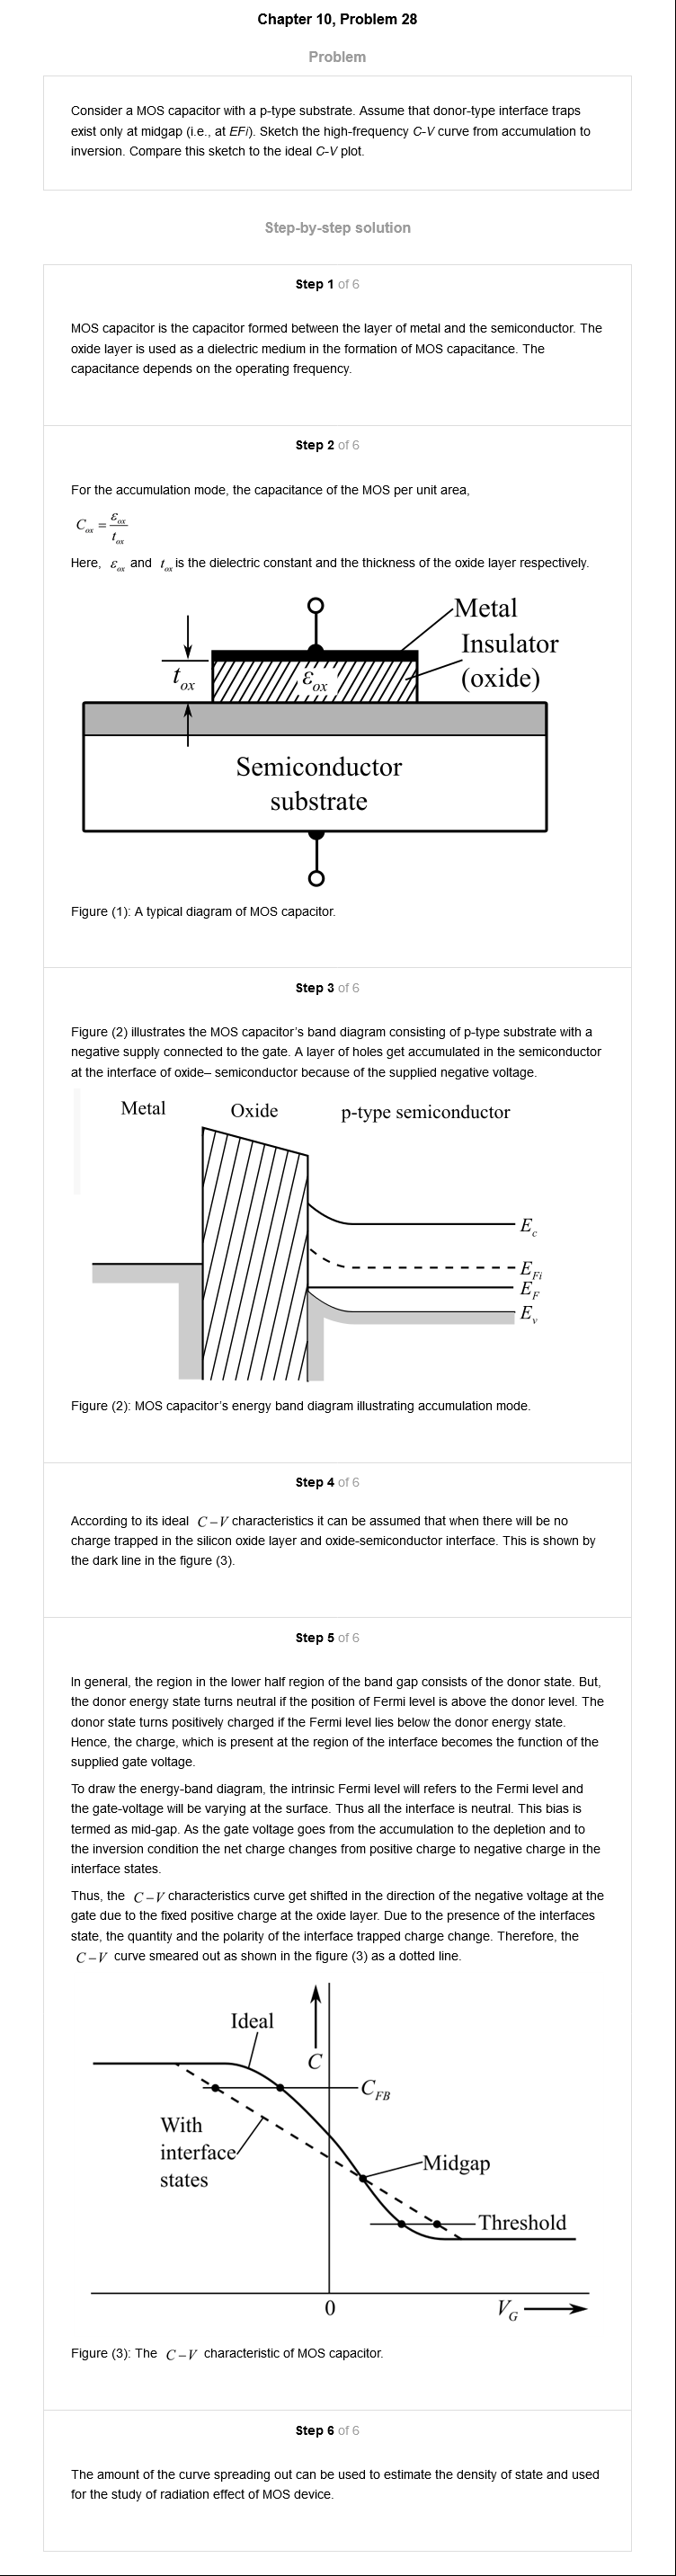 Chapter 10, Problem 28
Problem
Consider a MOS capacitor with a p-type substrate. Assume that donor-type interface traps
exist only at midgap (i.e., at EFi). Sketch the high-frequency C-V curve from accumulation to
inversion. Compare this sketch to the ideal C-V plot.
Step-by-step solution
Step 1 of 6
MOS capacitor is the capacitor formed between the layer of metal and the semiconductor. The
oxide layer is used as a dielectric medium in the formation of MOS capacitance. The
capacitance depends on the operating frequency.
Step 2 of 6
For the accumulation mode, the capacitance of the MOS per unit area,
C_ox = ε_ox / t_ox
Here, ε_ox and t_ox is the dielectric constant and the thickness of the oxide layer respectively.
Metal
Insulator
(oxide)
t_ox
ε_ox
Semiconductor
substrate
Figure (1): A typical diagram of MOS capacitor.
Step 3 of 6
Figure (2) illustrates the MOS capacitor's band diagram consisting of p-type substrate with a
negative supply connected to the gate. A layer of holes get accumulated in the semiconductor
at the interface of oxide– semiconductor because of the supplied negative voltage.
Metal Oxide p-type semiconductor
E_c
E_Fi
E_F
E_v
Figure (2): MOS capacitor's energy band diagram illustrating accumulation mode.
Step 4 of 6
According to its ideal C – V characteristics it can be assumed that when there will be no
charge trapped in the silicon oxide layer and oxide-semiconductor interface. This is shown by
the dark line in the figure (3).
Step 5 of 6
In general, the region in the lower half region of the band gap consists of the donor state. But,
the donor energy state turns neutral if the position of Fermi level is above the donor level. The
donor state turns positively charged if the Fermi level lies below the donor energy state.
Hence, the charge, which is present at the region of the interface becomes the function of the
supplied gate voltage.
To draw the energy-band diagram, the intrinsic Fermi level will refers to the Fermi level and
the gate-voltage will be varying at the surface. Thus all the interface is neutral. This bias is
termed as mid-gap. As the gate voltage goes from the accumulation to the depletion and to
the inversion condition the net charge changes from positive charge to negative charge in the
interface states.
Thus, the C – V characteristics curve get shifted in the direction of the negative voltage at the
gate due to the fixed positive charge at the oxide layer. Due to the presence of the interfaces
state, the quantity and the polarity of the interface trapped charge change. Therefore, the
C – V curve smeared out as shown in the figure (3) as a dotted line.
Ideal
C
C_FB
With
interface
states
Midgap
Threshold
0
V_G
Figure (3): The C – V characteristic of MOS capacitor.
Step 6 of 6
The amount of the curve spreading out can be used to estimate the density of state and used
for the study of radiation effect of MOS device.